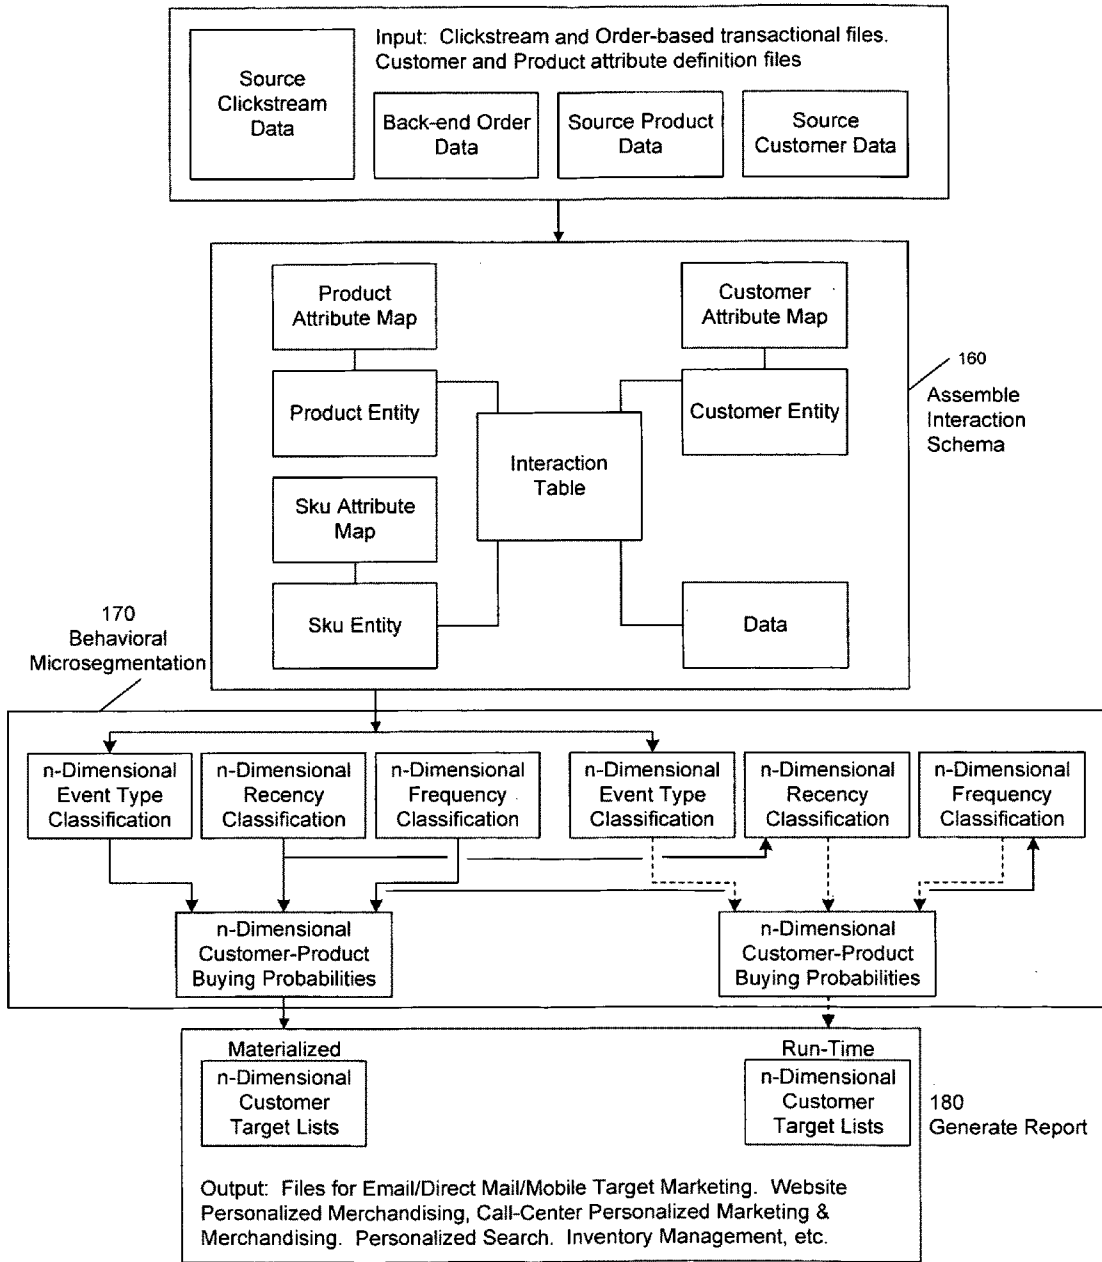 Input: Clickstream and Order-based transactional files.
Customer and Product attribute definition files
Source
Clickstream
Data
Back-end Order
Data
Source Product
Data
Source
Customer Data
Product
Attribute Map
Customer
Attribute Map
160
Assemble
Interaction
Schema
Product Entity
Customer Entity
Interaction
Table
Sku Attribute
Map
Sku Entity
Data
170
Behavioral
Microsegmentation
n-Dimensional
Event Type
Classification
n-Dimensional
Recency
Classification
n-Dimensional
Frequency
Classification
n-Dimensional
Event Type
Classification
n-Dimensional
Recency
Classification
n-Dimensional
Frequency
Classification
n-Dimensional
Customer-Product
Buying Probabilities
n-Dimensional
Customer-Product
Buying Probabilities
Materialized
n-Dimensional
Customer
Target Lists
Run-Time
n-Dimensional
Customer
Target Lists
180
Generate Report
Output: Files for Email/Direct Mail/Mobile Target Marketing. Website
Personalized Merchandising, Call-Center Personalized Marketing &
Merchandising. Personalized Search. Inventory Management, etc.